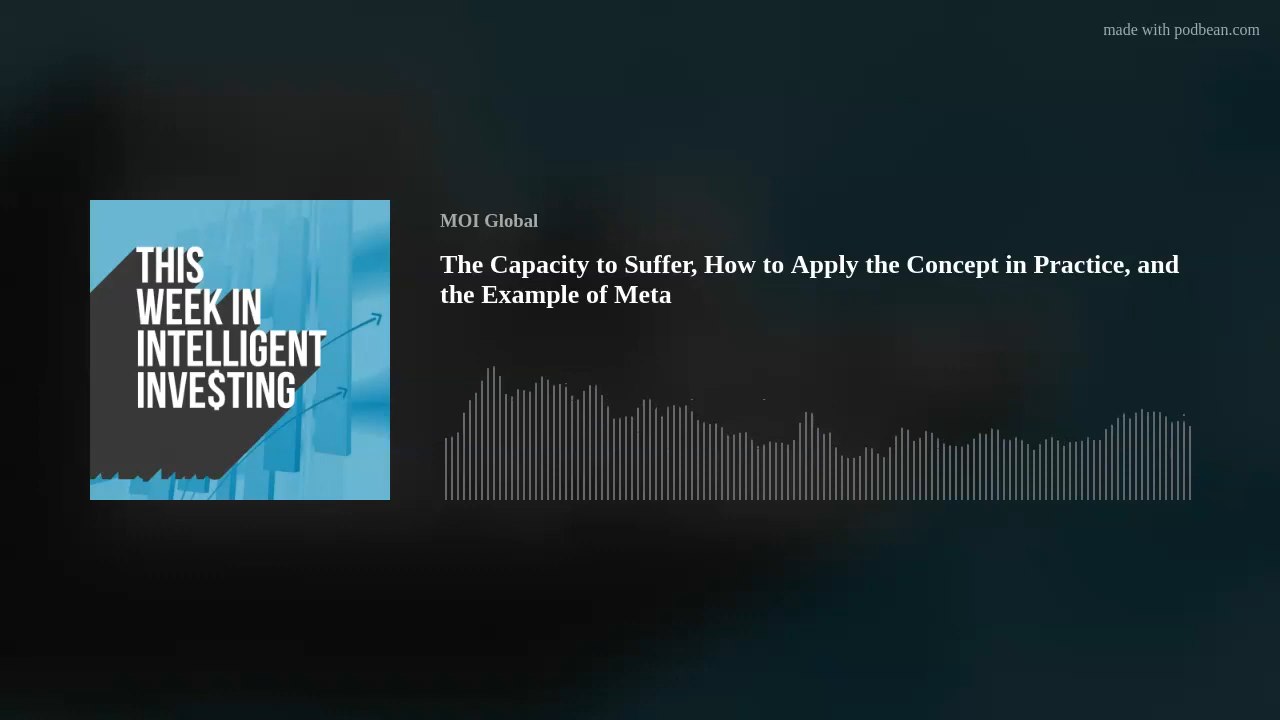 made with podbean.com
THIS
WEEK IN
INTELLIGENT
INVE$TING
MOI Global
The Capacity to Suffer, How to Apply the Concept in Practice, and
the Example of Meta